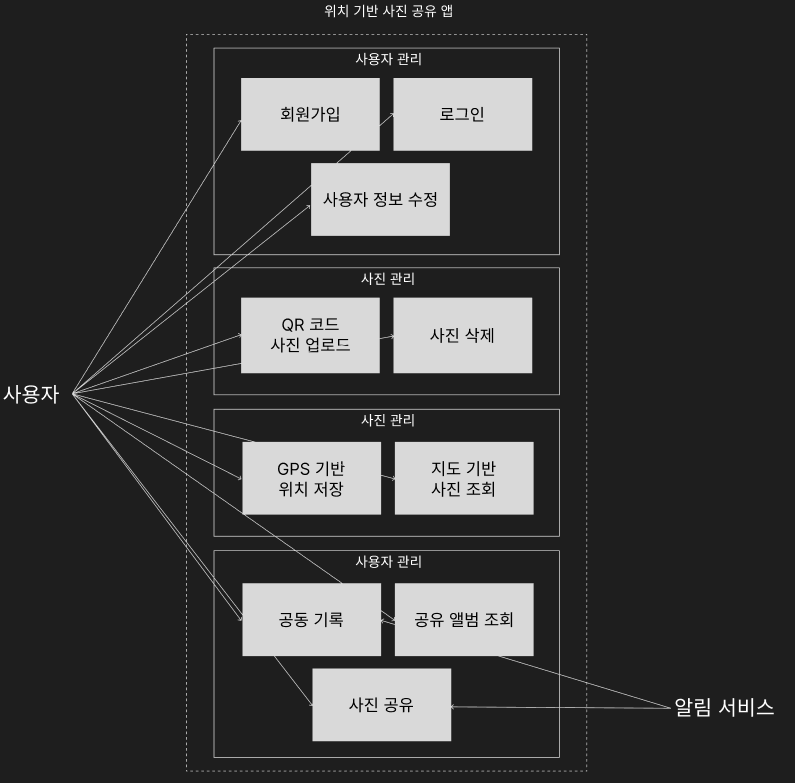 위치 기반 사진 공유 앱
사용자 관리
회원가입
로그인
사용자 정보 수정
사진 관리
QR 코드
사진 업로드
사진 삭제
사용자
사진 관리
GPS 기반
위치 저장
지도 기반
사진 조회
사용자 관리
공동 기록
공유 앨범 조회
사진 공유
알림 서비스